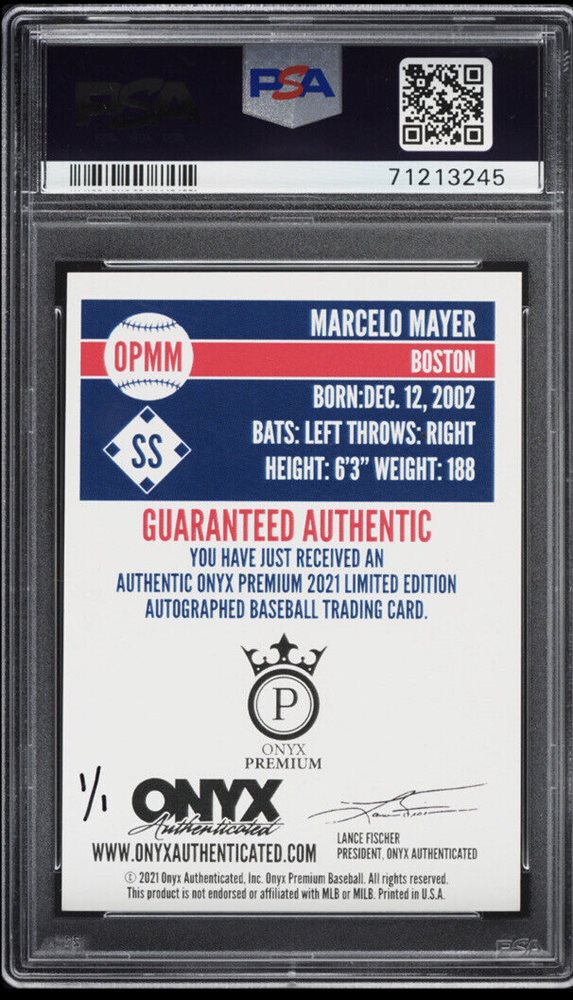 PSA
PSA
71213245
MARCELO MAYER
OPMM
BOSTON
BORN:DEC. 12, 2002
SS
BATS: LEFT THROWS: RIGHT
HEIGHT: 6'3" WEIGHT: 188
GUARANTEED AUTHENTIC
YOU HAVE JUST RECEIVED AN
AUTHENTIC ONYX PREMIUM 2021 LIMITED EDITION
AUTOGRAPHED BASEBALL TRADING CARD.
P
ONYX
PREMIUM
1/1
ONYX
Authenticated
WWW.ONYXAUTHENTICATED.COM
LANCE FISCHER
PRESIDENT, ONYX AUTHENTICATED
© 2021 Onyx Authenticated, Inc. Onyx Premium Baseball. All rights reserved.
This product is not endorsed or affiliated with MLB or MILB. Printed in U.S.A.
PSA